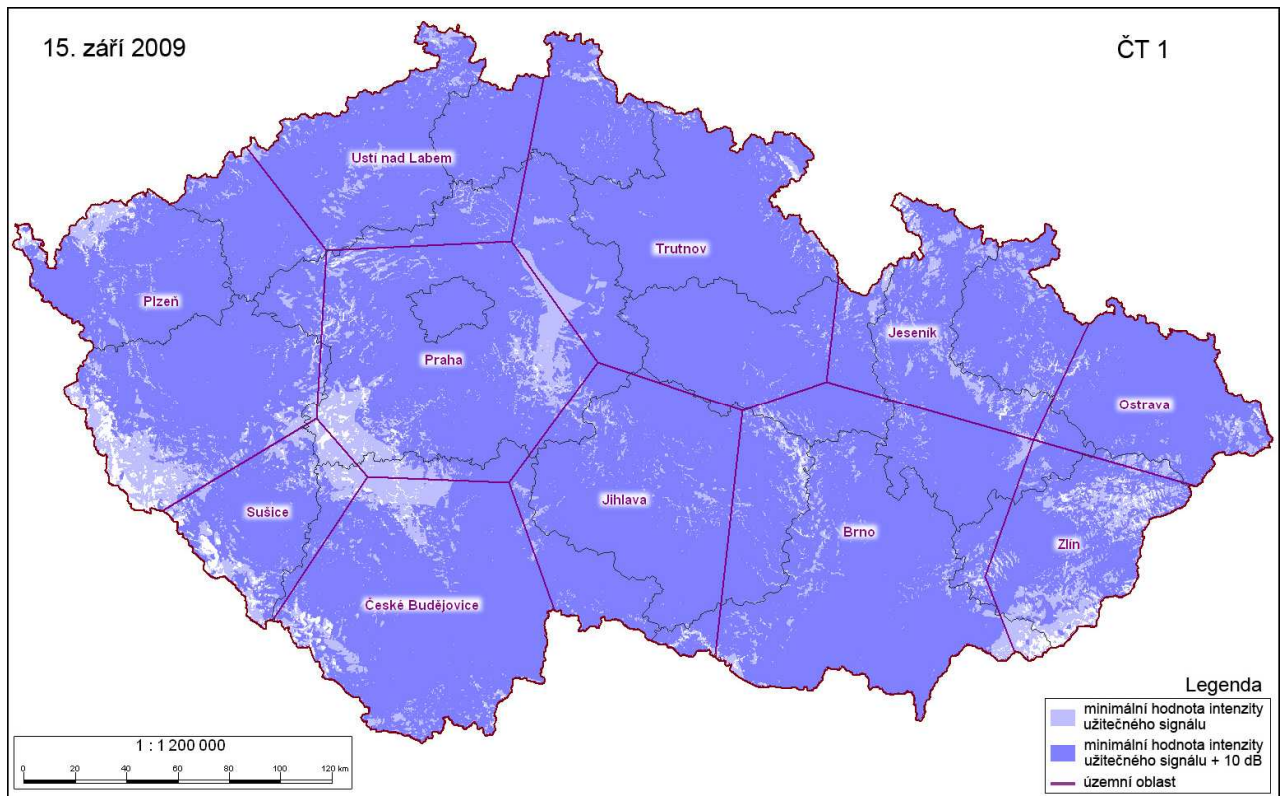 15. září 2009
ČT 1
Ustí nad Labem
Trutnov
Plzeň
Jeseník
Praha
Ostrava
Sušice
Jihlava
Brno
Zlín
České Budějovice
Legenda
minimální hodnota intenzity
užitečného signálu
minimální hodnota intenzity
užitečného signálu + 10 dB
územní oblast
1 : 1 200 000
0 20 40 60 80 100 120 km